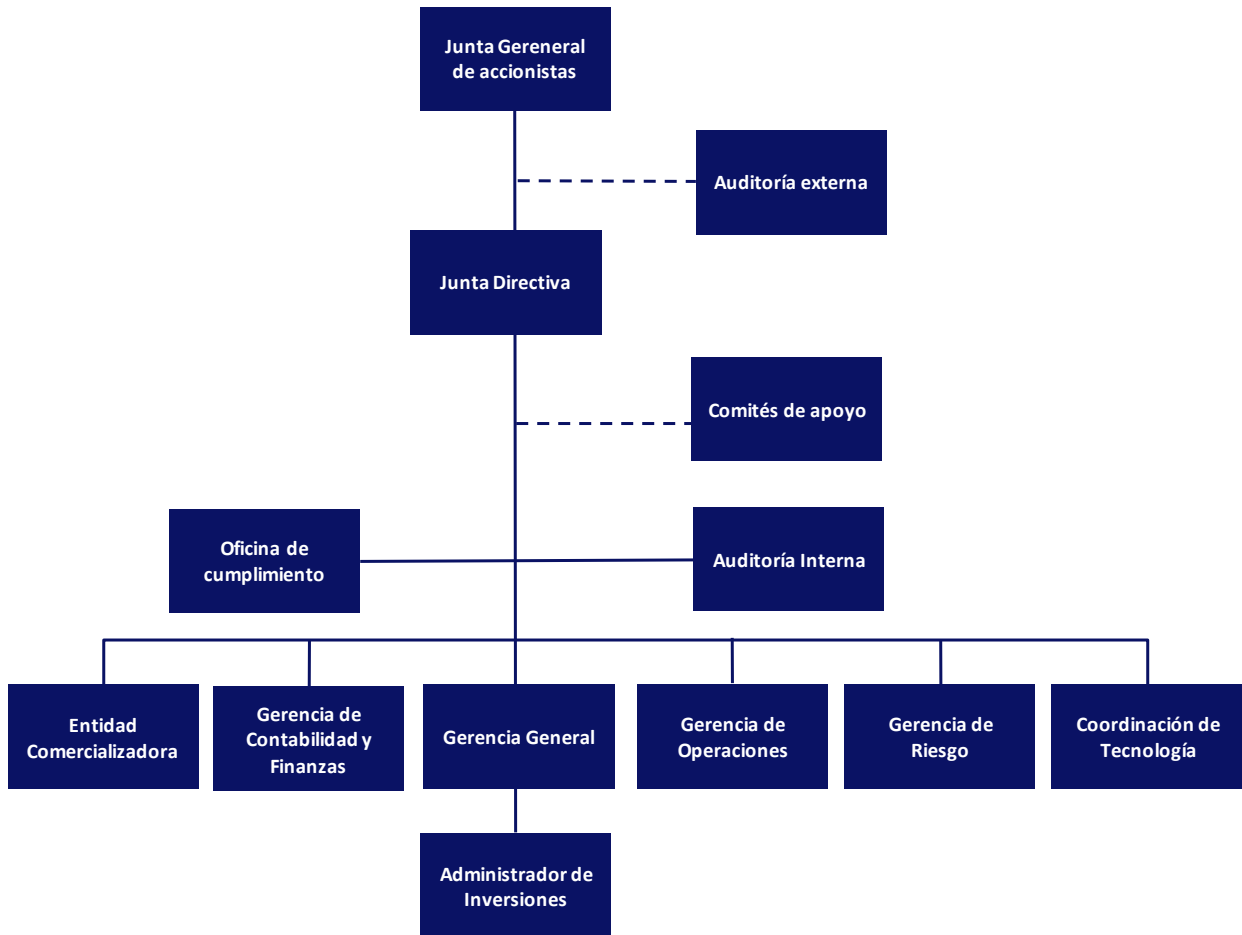 Junta Gereneral
de accionistas
Auditoría externa
Junta Directiva
Comités de apoyo
Oficina de
cumplimiento
Auditoría Interna
Entidad
Comercializadora
Gerencia de
Contabilidad y
Finanzas
Gerencia General
Gerencia de
Operaciones
Gerencia de
Riesgo
Coordinación de
Tecnología
Administrador de
Inversiones